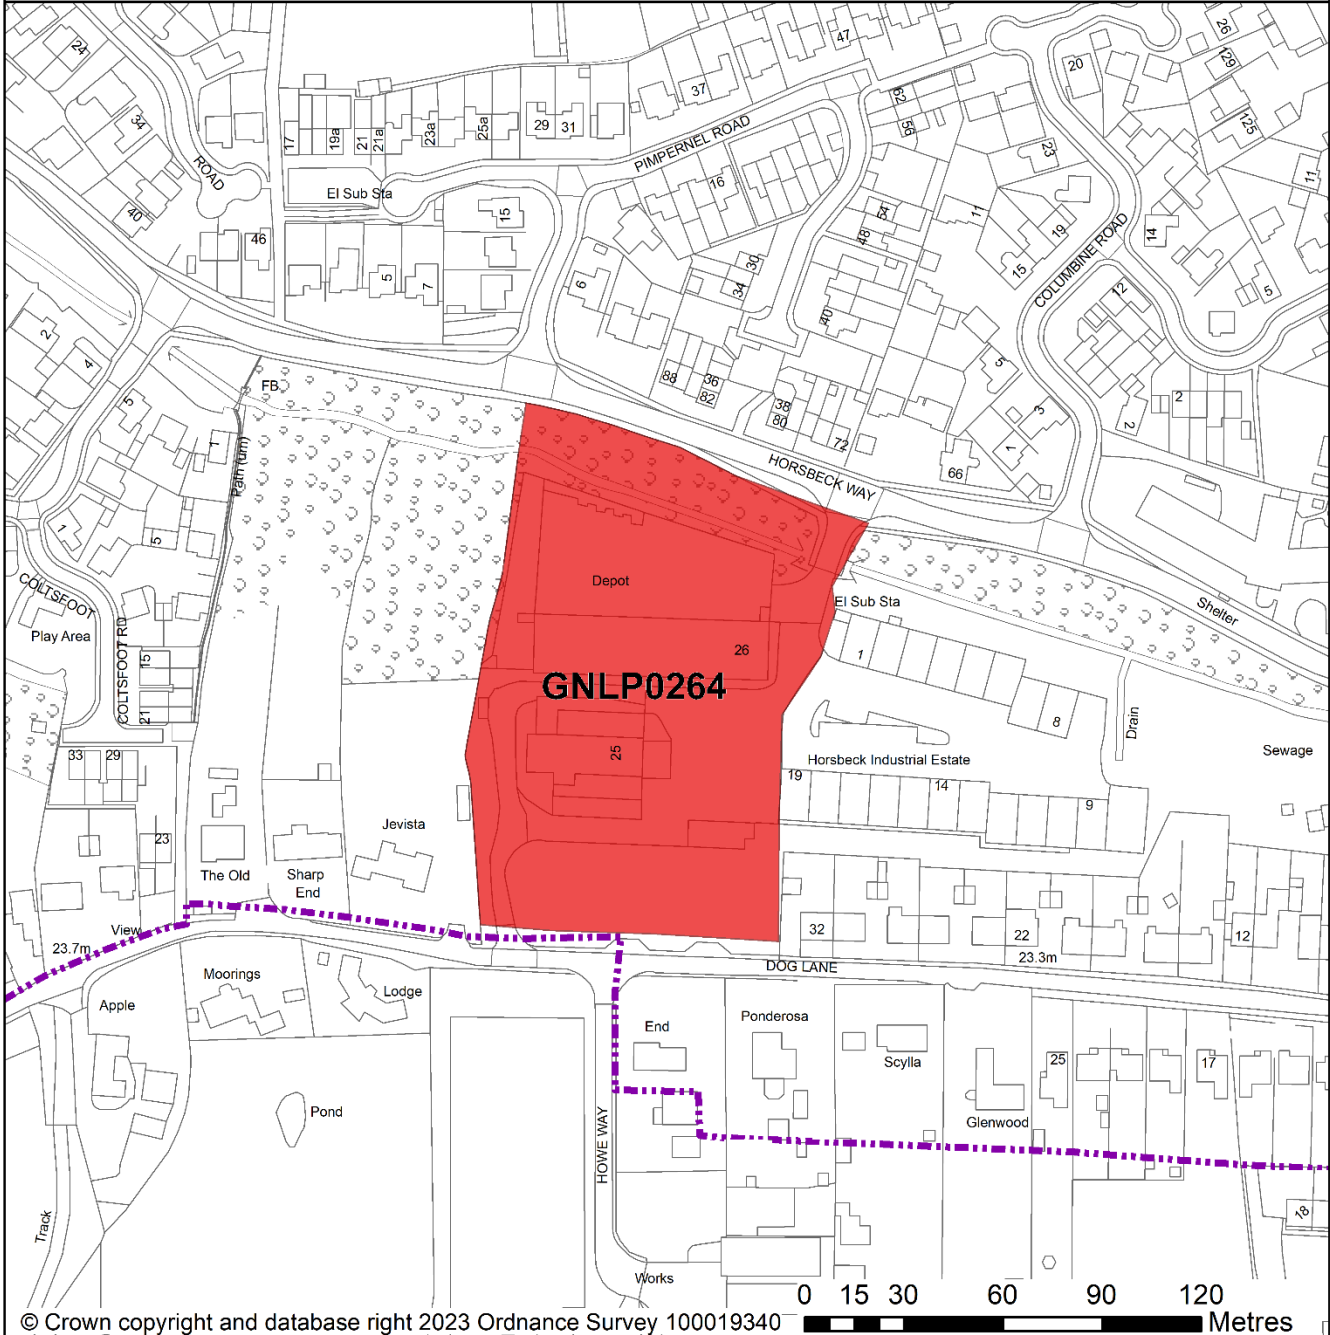 24
34
ROAD
40
46
17
19a
21
21a
23a
25a
29
31
El Sub Sta
15
5
7
37
47
PIMPERNEL ROAD
16
62
56
20
26
129
125
11
23
11
19
15
14
COLUMBINE ROAD
12
5
54
48
40
30
34
6
2
4
5
1
FB
Path (um)
88
36
82
38
80
72
HORSBECK WAY
66
5
3
1
2
2
1
5
COLTSFOOT
Play Area
COLTSFOOT RD
15
21
33
29
23
Depot
26
GNLP0264
25
El Sub Sta
1
8
Shelter
Drain
Sewage
Horsbeck Industrial Estate
19
14
9
Jevista
The Old
Sharp
End
View
23.7m
32
22
12
23.3m
DOG LANE
Moorings
Lodge
Apple
Pond
Track
HOWE WAY
End
Ponderosa
Scylla
Glenwood
25
17
18
Works
0 15 30 60 90 120
Metres
© Crown copyright and database right 2023 Ordnance Survey 100019340